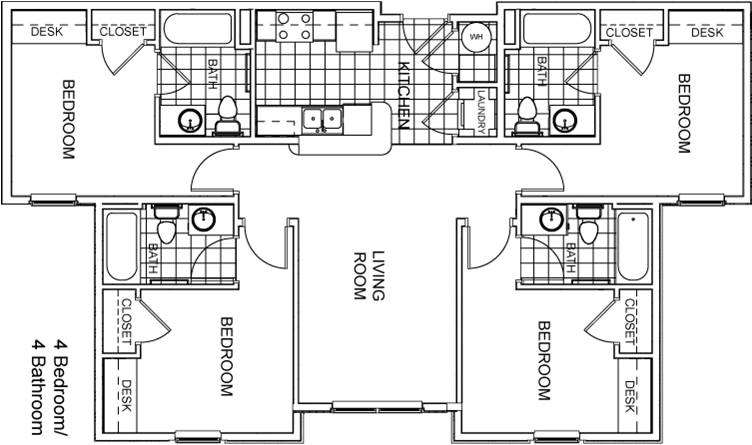 DESK
CLOSET
BATH
BEDROOM
KITCHEN
WH
LAUNDRY
BATH
CLOSET
DESK
BEDROOM
BATH
BEDROOM
CLOSET
DESK
LIVING
ROOM
BATH
BEDROOM
CLOSET
DESK
4 Bedroom/
4 Bathroom